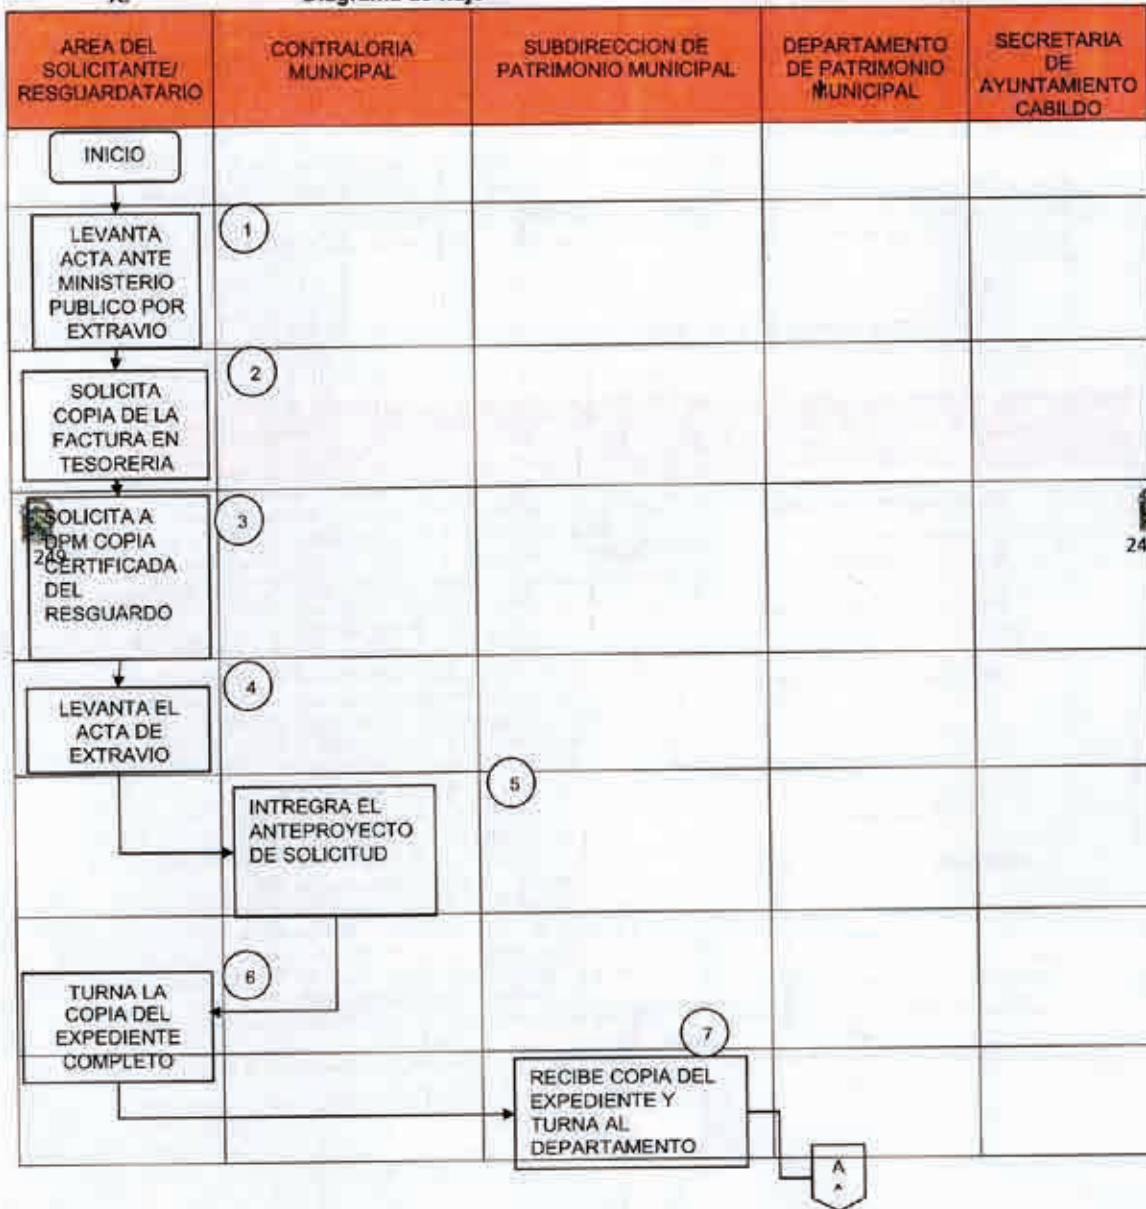 AREA DEL
SOLICITANTE/
RESGUARDATARIO
CONTRALORIA
MUNICIPAL
SUBDIRECCION DE
PATRIMONIO MUNICIPAL
DEPARTAMENTO
DE PATRIMONIO
MUNICIPAL
SECRETARIA
DE
AYUNTAMIENTO
CABILDO
INICIO
LEVANTA
ACTA ANTE
MINISTERIO
PUBLICO POR
EXTRAVIO
1
SOLICITA
COPIA DE LA
FACTURA EN
TESORERIA
2
SOLICITA A
DPM COPIA
CERTIFICADA
DEL
RESGUARDO
249
3
24
LEVANTA EL
ACTA DE
EXTRAVIO
4
INTREGRA EL
ANTEPROYECTO
DE SOLICITUD
5
TURNA LA
COPIA DEL
EXPEDIENTE
COMPLETO
6
RECIBE COPIA DEL
EXPEDIENTE Y
TURNA AL
DEPARTAMENTO
7
A